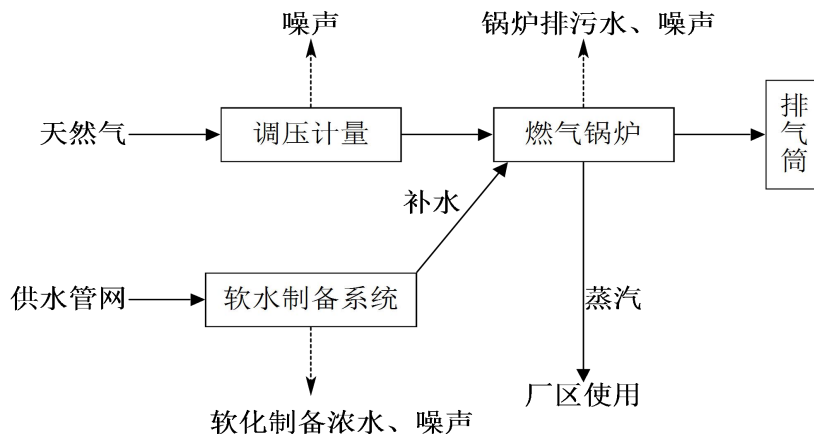 噪声
锅炉排污水、噪声
天然气
调压计量
燃气锅炉
排气筒
补水
供水管网
软水制备系统
蒸汽
软化制备浓水、噪声
厂区使用